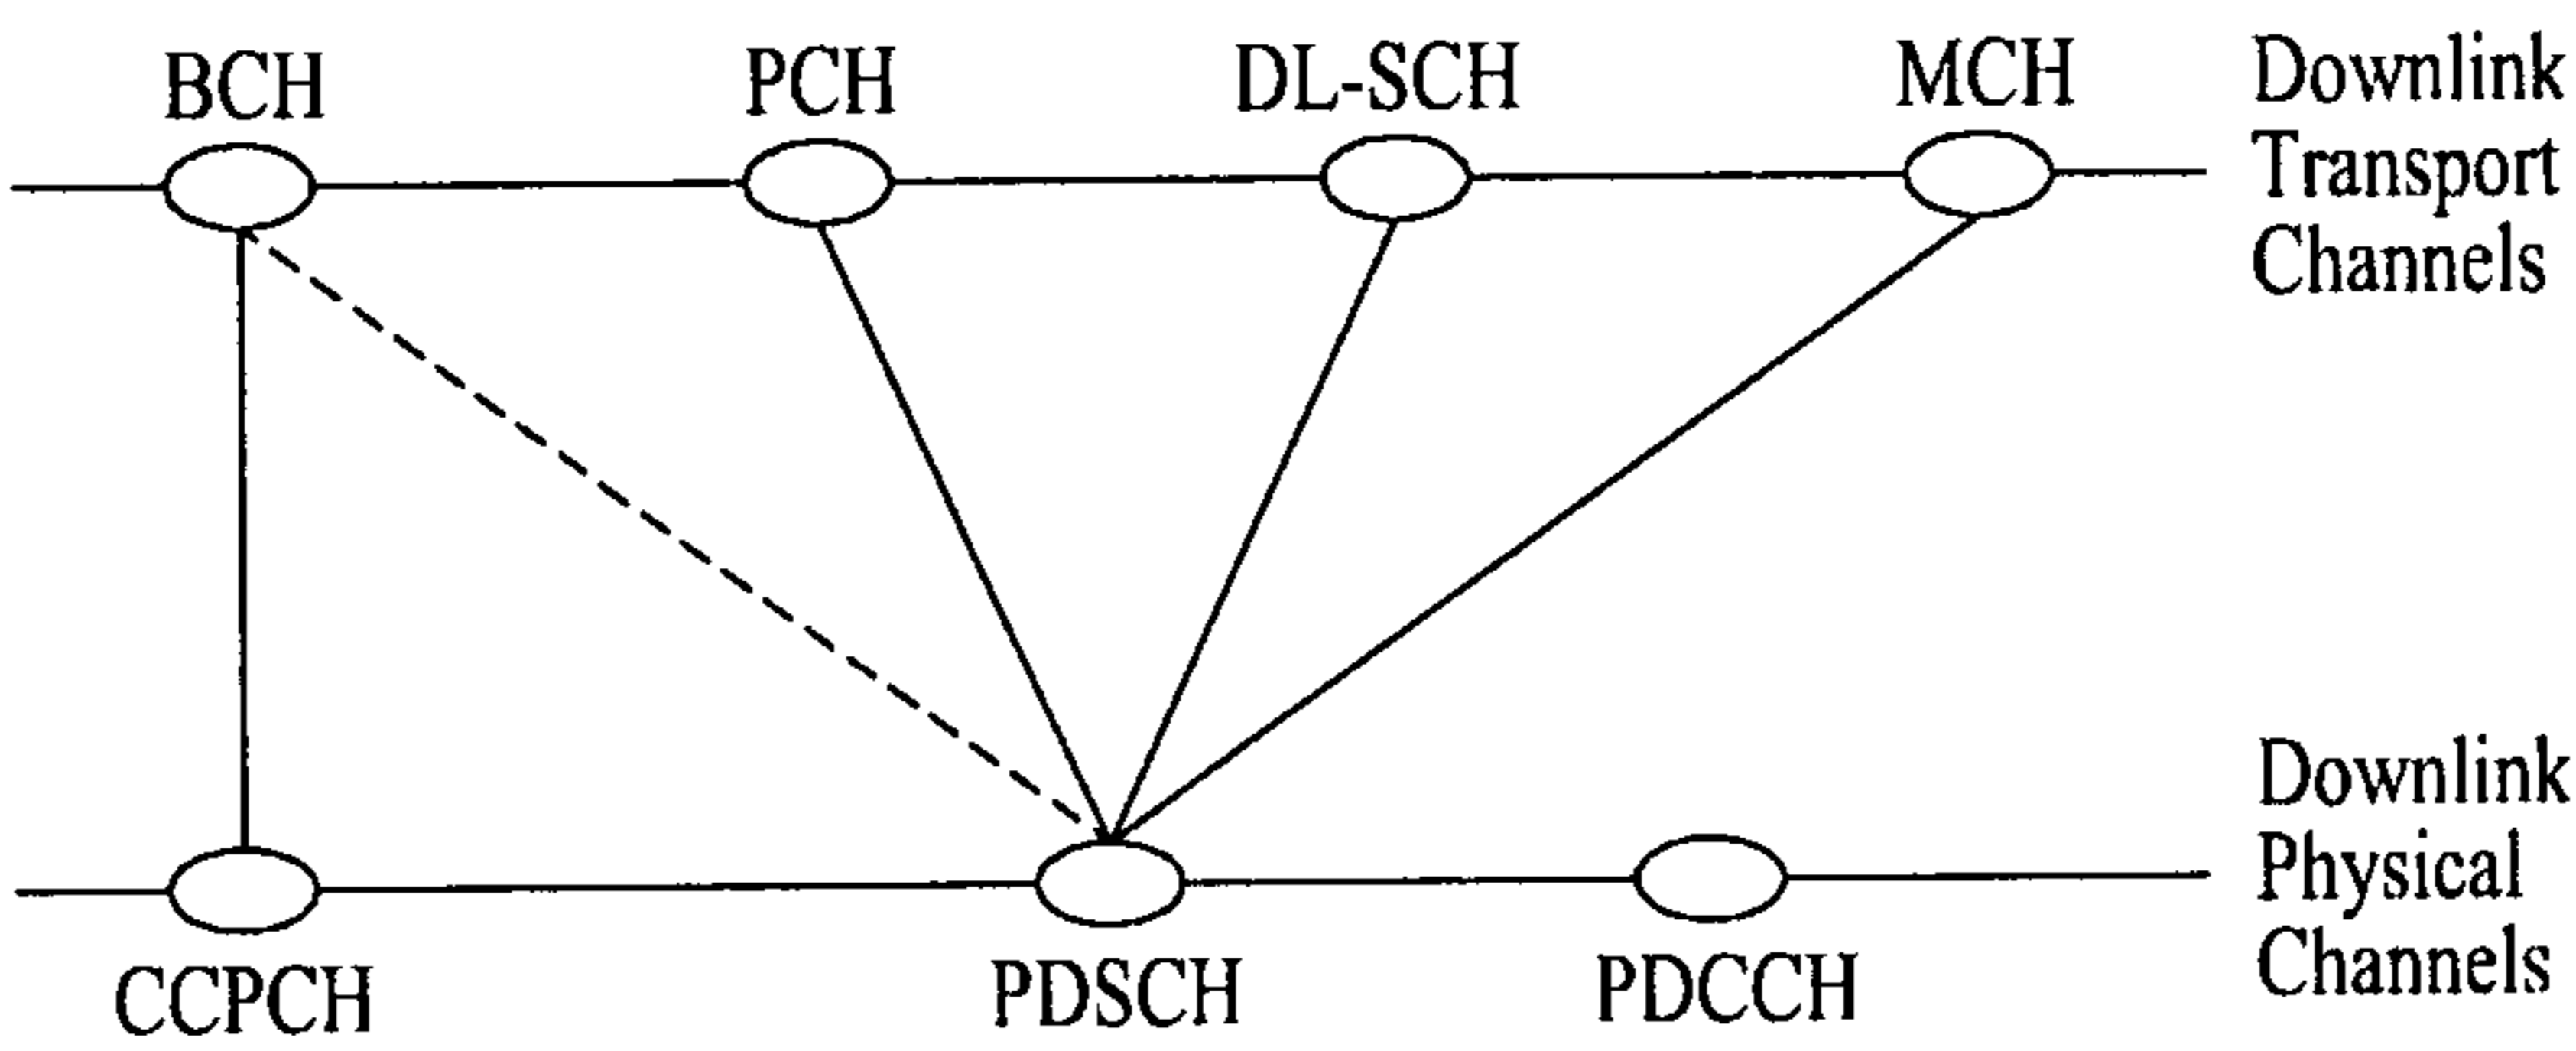 BCH
PCH
DL-SCH
MCH
Downlink
Transport
Channels
Downlink
Physical
Channels
CCPCH
PDSCH
PDCCH